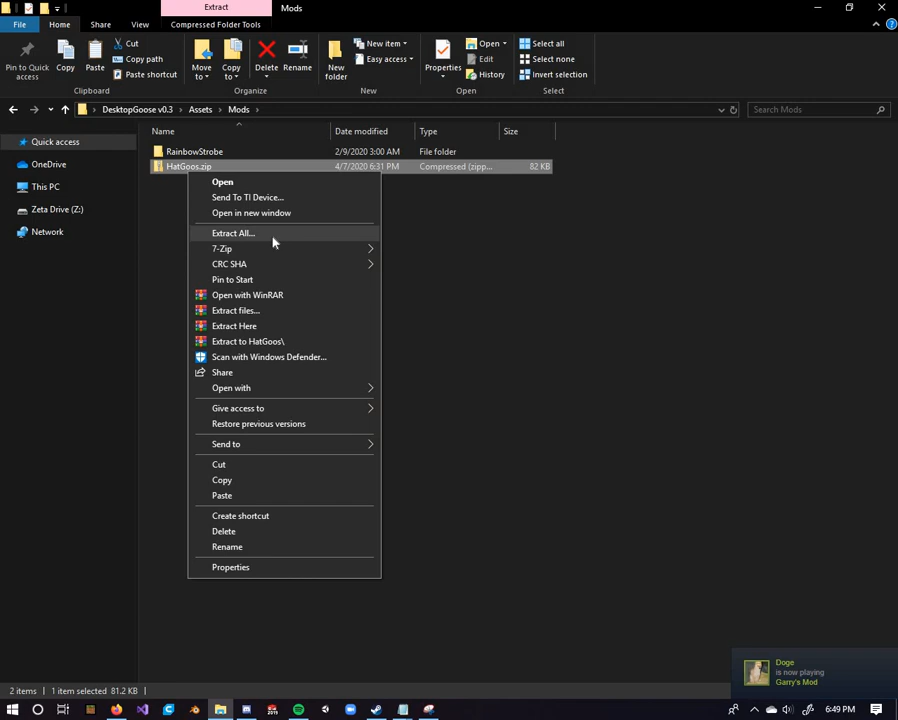 Extract
Mods
File
Home
Share
View
Compressed Folder Tools
Pin to Quick access
Copy
Paste
Cut
Copy path
Paste shortcut
Clipboard
Move to
Copy to
Delete
Rename
Organize
New folder
New item
Easy access
New
Properties
Open
Edit
History
Open
Select all
Select none
Invert selection
Select
DesktopGoose v0.3 > Assets > Mods >
Search Mods
Name
Date modified
Type
Size
Quick access
OneDrive
This PC
Zeta Drive (Z:)
Network
RainbowStrobe
2/9/2020 3:00 AM
File folder
HatGoos.zip
4/7/2020 6:31 PM
Compressed (zipp...
82 KB
Open
Send To TI Device...
Open in new window
Extract All...
7-Zip
CRC SHA
Pin to Start
Open with WinRAR
Extract files...
Extract Here
Extract to HatGoos\
Scan with Windows Defender...
Share
Open with
Give access to
Restore previous versions
Send to
Cut
Copy
Paste
Create shortcut
Delete
Rename
Properties
Doge
is now playing
Garry's Mod
2 items
1 item selected 81.2 KB
2019
6:49 PM